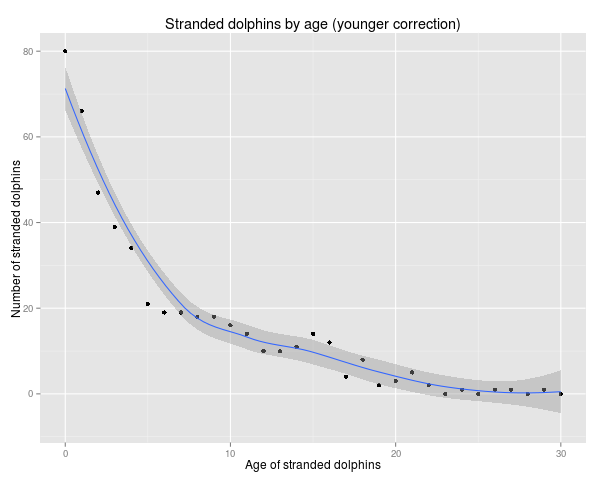 Stranded dolphins by age (younger correction)
Number of stranded dolphins
80
60
40
20
0
0 10 20 30
Age of stranded dolphins